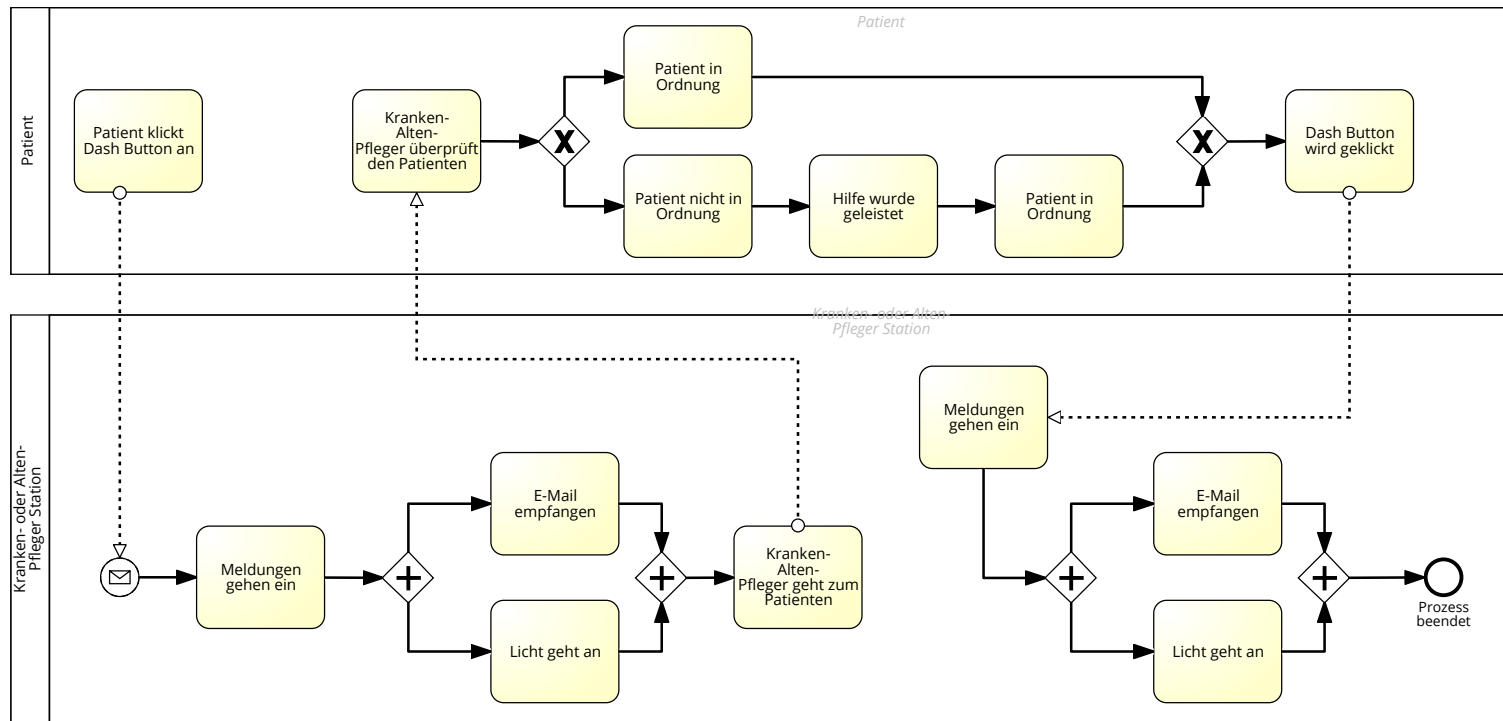 Patient
Patient
Patient klickt
Dash Button an
Kranken-
Alten-
Pfleger überprüft
den Patienten
Patient in
Ordnung
Patient nicht in
Ordnung
Hilfe wurde
geleistet
Patient in
Ordnung
Dash Button
wird geklickt
Kranken- oder Alten-
Pfleger Station
Kranken- oder Alten-
Pfleger Station
Meldungen
gehen ein
E-Mail
empfangen
Licht geht an
Kranken-
Alten-
Pfleger geht zum
Patienten
Meldungen
gehen ein
E-Mail
empfangen
Licht geht an
Prozess
beendet